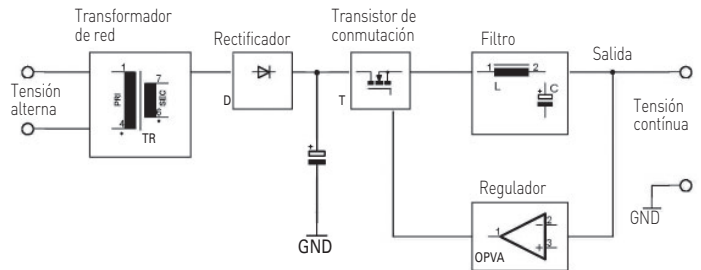 Transformador
de red
Rectificador
Transistor de
conmutación
Filtro
Salida
Tensión
alterna
1
PRI
4
7
SEC
6
TR
D
T
1
2
L
C
+
Tensión
contínua
+
GND
Regulador
1
2
3
-
+
OPVA
GND